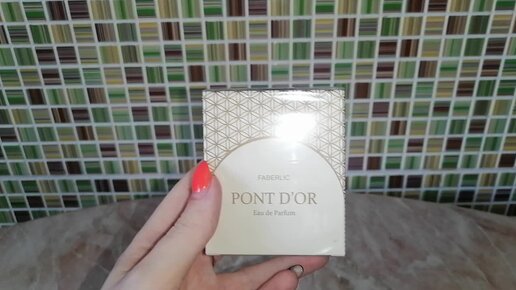 FABERLIC
PONT D'OR
Eau de Parfum